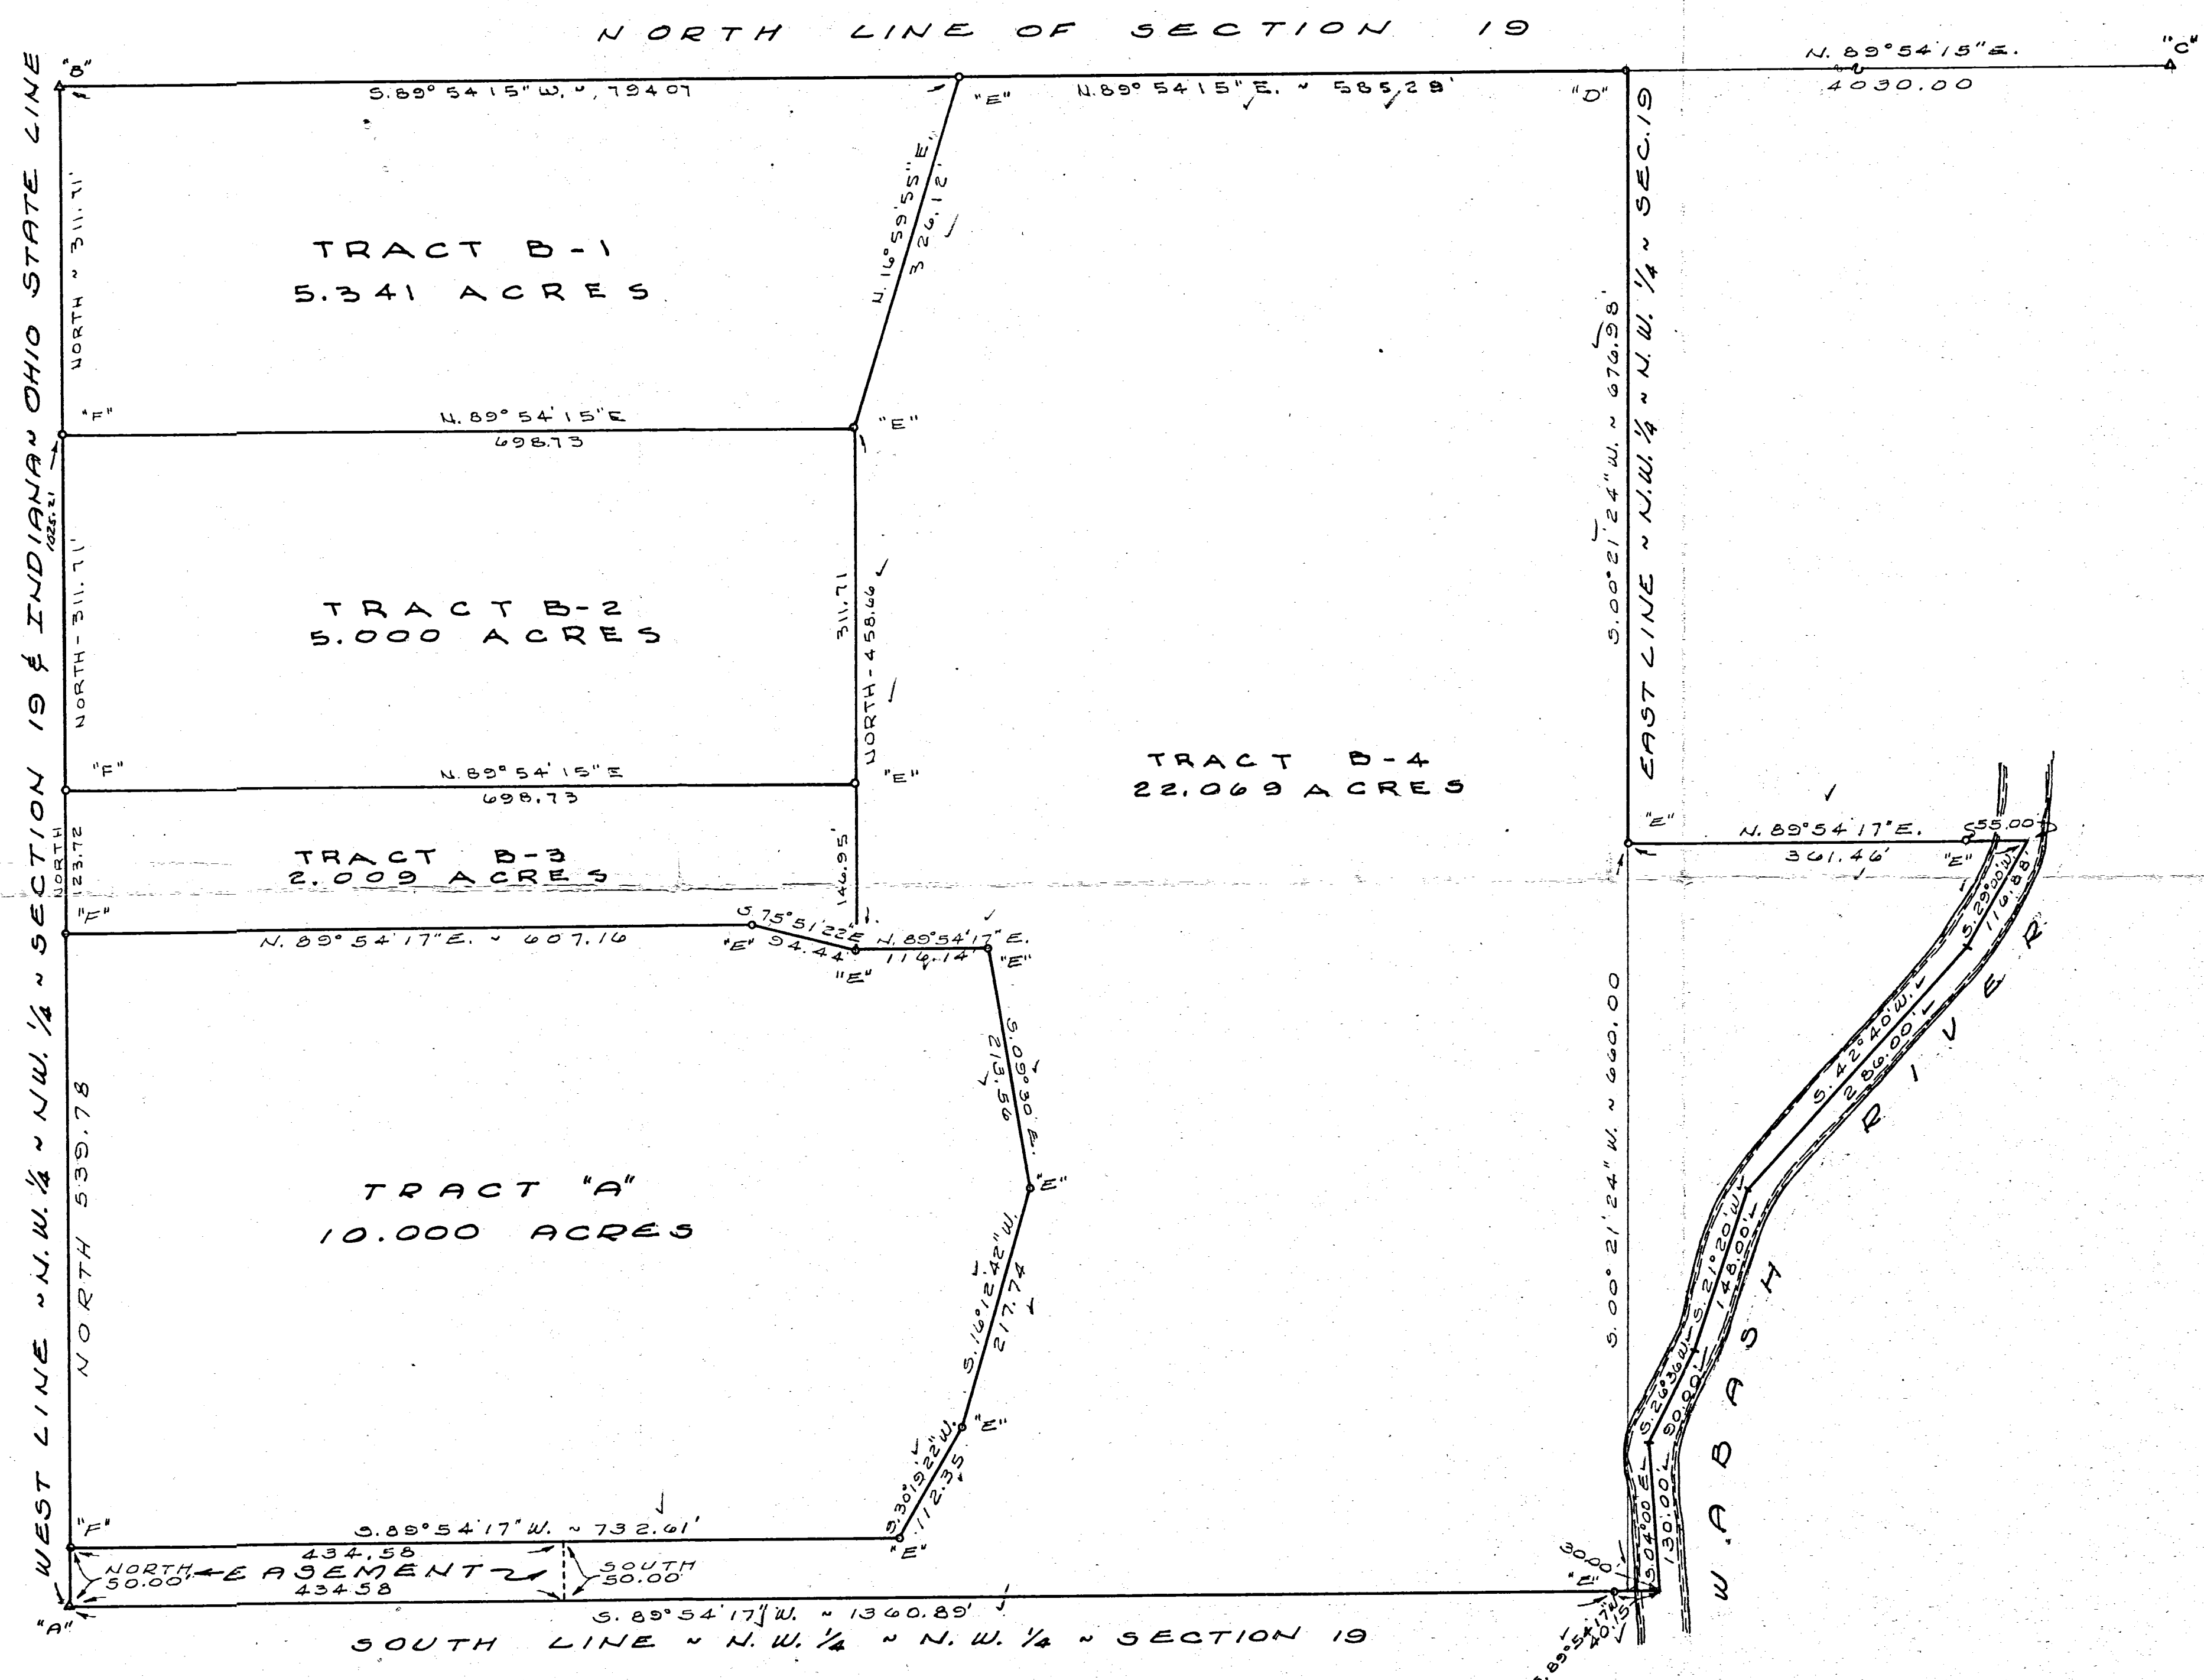 NORTH LINE OF SECTION 19
"B"
S.89°54'15"W. ~ 794.07
"E"
N.89°54'15"E. ~ 585.29'
"D"
N.89°54'15"E.
4030.00
"C"
WEST LINE ~ N.W.¼ ~ NW.¼ ~ SECTION 19 & INDIANA ~ OHIO STATE LINE
1025.21
EAST LINE ~ N.W.¼ ~ N.W.¼ ~ SEC.19
NORTH ~ 311.71'
TRACT B-1
5.341 ACRES
N.16°59'55"E.
326.12'
"F"
N.89°54'15"E
698.73
"E"
NORTH - 311.71'
TRACT B-2
5.000 ACRES
311.71
NORTH - 458.66
S.00°21'24"W. ~ 676.98'
"F"
N.89°54'15"E
698.73
"E"
TRACT B-4
22.069 ACRES
NORTH
123.72
TRACT B-3
2.009 ACRES
146.95'
"E"
N.89°54'17"E.
361.46'
55.00
"E"
"F"
N.89°54'17"E. ~ 607.16
"E"
S.75°51'22"E
94.44
"E"
N.89°54'17"E.
116.14'
"E"
S.29°00'W.
116.88'
S.42°40'W.
286.00'
S.21°20'W.
148.00'
S.26°36'W.
90.00'
S.04°00'E
130.00'
WABASH RIVER
S.00°21'24"W. ~ 660.00
S.09°30'E.
213.56
"E"
NORTH 539.78
TRACT "A"
10.000 ACRES
S.16°12'42"W.
217.74
"E"
S.30°19'22"W.
112.35
"E"
"F"
S.89°54'17"W. ~ 732.61'
434.58
NORTH
50.00'
EASEMENT
SOUTH
50.00'
434.58
30.00
"E"
"A"
S.89°54'17"W. ~ 1360.89'
S.89°54'17"W.
40.15
SOUTH LINE ~ N.W.¼ ~ N.W.¼ ~ SECTION 19